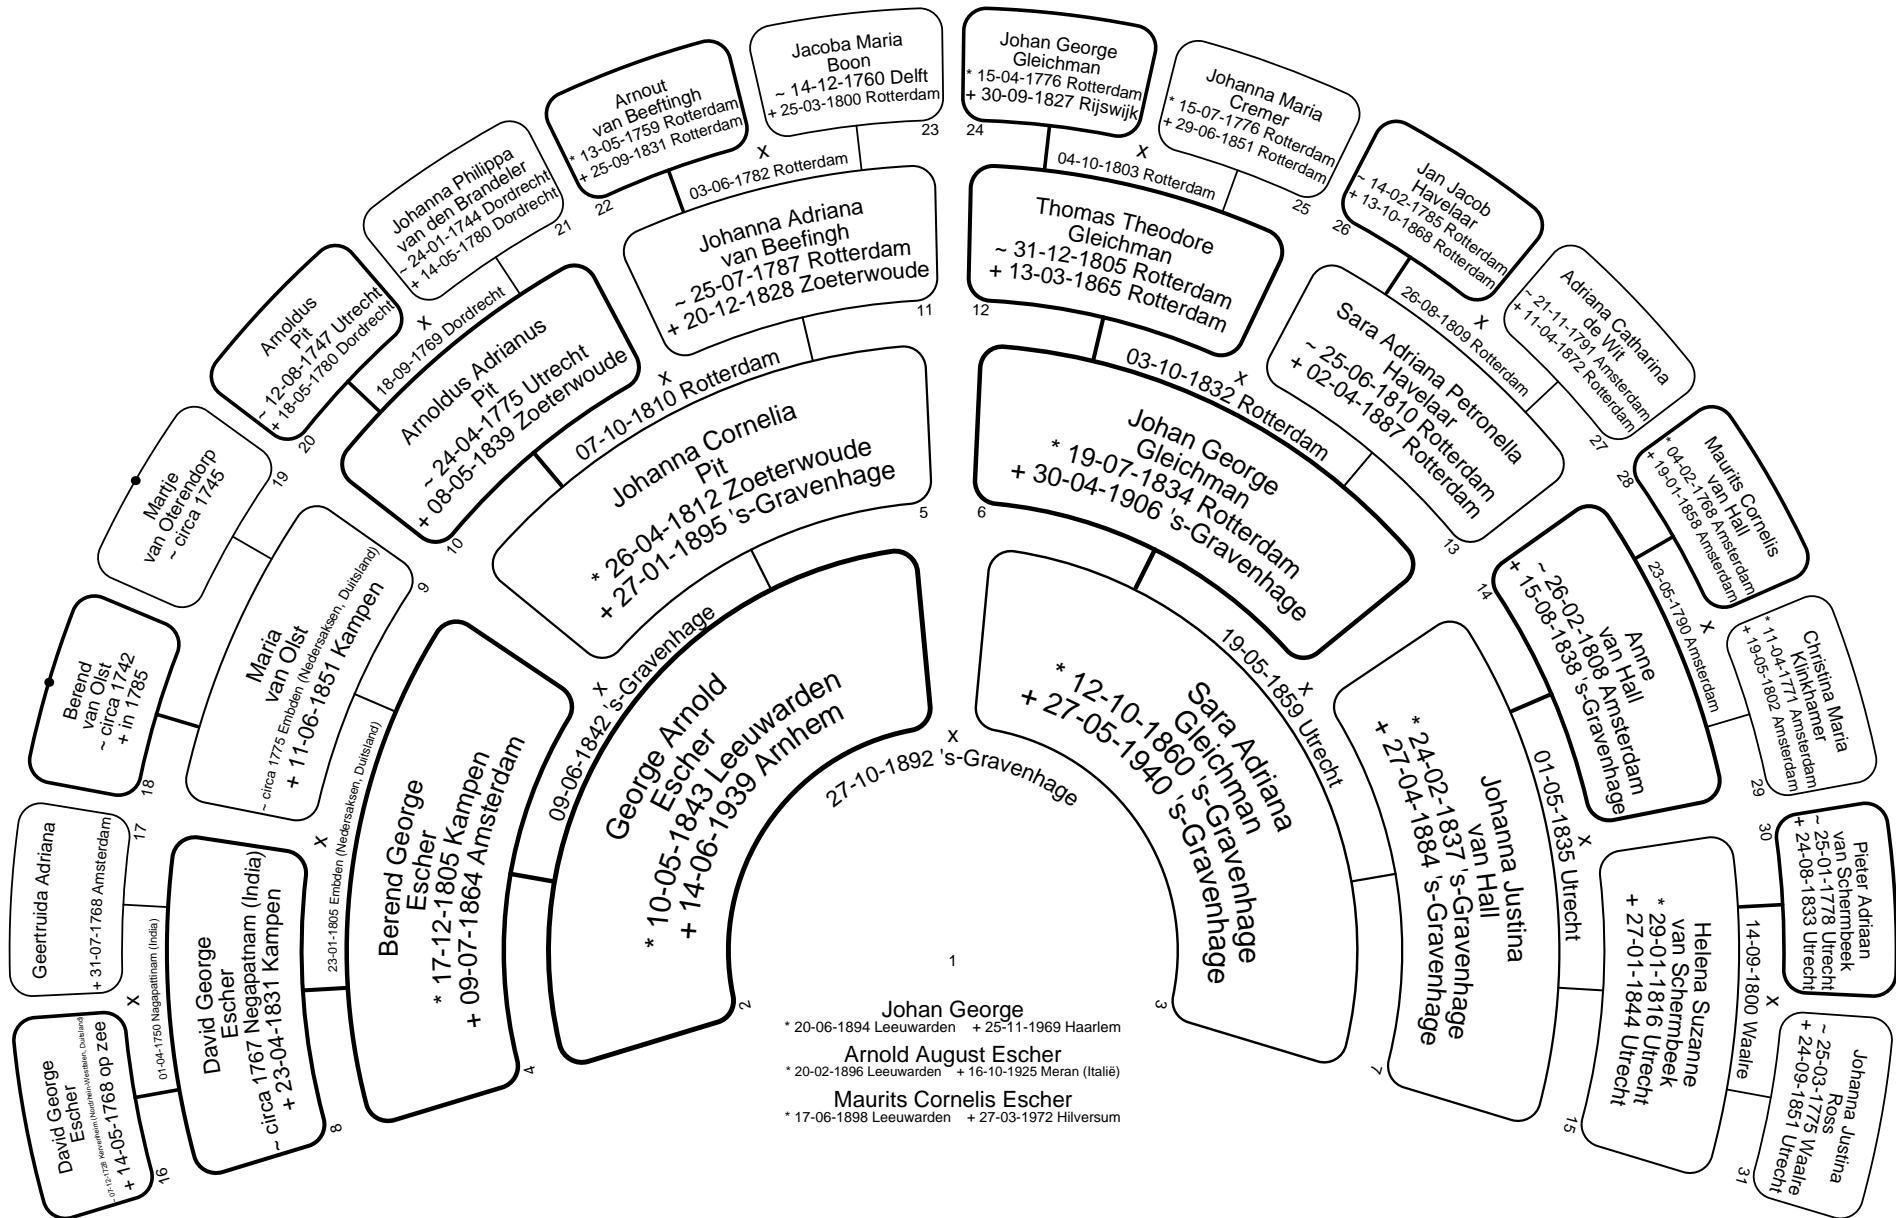 1
Johan George
* 20-06-1894 Leeuwarden + 25-11-1969 Haarlem
Arnold August Escher
* 20-02-1896 Leeuwarden + 16-10-1925 Meran (Italië)
Maurits Cornelis Escher
* 17-06-1898 Leeuwarden + 27-03-1972 Hilversum
George Arnold
Escher
* 10-05-1843 Leeuwarden
+ 14-06-1939 Arnhem
2
x
27-10-1892 's-Gravenhage
Sara Adriana
Gleichman
* 12-10-1860 's-Gravenhage
+ 27-05-1940 's-Gravenhage
3
Berend George
Escher
* 17-12-1805 Kampen
+ 09-07-1864 Amsterdam
4
x
09-06-1842 's-Gravenhage
Johanna Cornelia
Pit
* 26-04-1812 Zoeterwoude
+ 27-01-1895 's-Gravenhage
5
Johan George
Gleichman
* 19-07-1834 Rotterdam
+ 30-04-1906 's-Gravenhage
6
x
19-05-1859 Utrecht
Johanna Justina
van Hall
* 24-02-1837 's-Gravenhage
+ 27-04-1884 's-Gravenhage
7
David George
Escher
~ circa 1767 Negapatnam (India)
+ 23-04-1831 Kampen
8
x
23-01-1805 Embden (Nedersaksen, Duitsland)
Maria
van Olst
~ circa 1775 Embden (Nedersaksen, Duitsland)
+ 11-06-1851 Kampen
9
Arnoldus Adrianus
Pit
~ 24-04-1775 Utrecht
+ 08-05-1839 Zoeterwoude
10
x
07-10-1810 Rotterdam
Johanna Adriana
van Beefingh
~ 25-07-1787 Rotterdam
+ 20-12-1828 Zoeterwoude
11
Thomas Theodore
Gleichman
~ 31-12-1805 Rotterdam
+ 13-03-1865 Rotterdam
12
x
03-10-1832 Rotterdam
Sara Adriana Petronella
Havelaar
~ 25-06-1810 Rotterdam
+ 02-04-1887 Rotterdam
13
Anne
van Hall
~ 26-02-1808 Amsterdam
+ 15-08-1838 's-Gravenhage
14
x
01-05-1835 Utrecht
Helena Suzanne
van Schermbeek
* 29-01-1816 Utrecht
+ 27-01-1844 Utrecht
15
David George
Escher
~ 07-12-1728 (Nordrhein-Westfalen, Duitsland)
+ 14-05-1768 op zee
16
x
01-04-1750 Nagapattinam (India)
Geertruida Adriana
+ 31-07-1768 Amsterdam
17
Berend
van Olst
~ circa 1742
+ in 1785
18
Martje
van Oterendorp
~ circa 1745
19
Arnoldus
Pit
~ 12-08-1747 Utrecht
+ 18-05-1780 Dordrecht
20
x
18-09-1769 Dordrecht
Johanna Philippa
van den Brandeler
~ 24-01-1744 Dordrecht
+ 14-05-1780 Dordrecht
21
Arnout
van Beeftingh
* 13-05-1759 Rotterdam
+ 25-09-1831 Rotterdam
22
x
03-06-1782 Rotterdam
Jacoba Maria
Boon
~ 14-12-1760 Delft
+ 25-03-1800 Rotterdam
23
Johan George
Gleichman
* 15-04-1776 Rotterdam
+ 30-09-1827 Rijswijk
24
x
04-10-1803 Rotterdam
Johanna Maria
Cremer
* 15-07-1776 Rotterdam
+ 29-06-1851 Rotterdam
25
Jan Jacob
Havelaar
~ 14-02-1785 Rotterdam
+ 13-10-1868 Rotterdam
26
x
26-08-1809 Rotterdam
Adriana Catharina
de Wit
~ 21-11-1791 Amsterdam
+ 11-04-1872 Rotterdam
27
Maurits Cornelis
van Hall
* 04-02-1768 Amsterdam
+ 19-01-1858 Amsterdam
28
x
23-05-1790 Amsterdam
Christina Maria
Klinkhamer
* 11-04-1771 Amsterdam
+ 19-05-1802 Amsterdam
29
Pieter Adriaan
van Schermbeek
~ 25-01-1778 Utrecht
+ 24-08-1833 Utrecht
30
x
14-09-1800 Waalre
Johanna Justina
Ross
~ 25-03-1775 Waalre
+ 24-09-1851 Utrecht
31